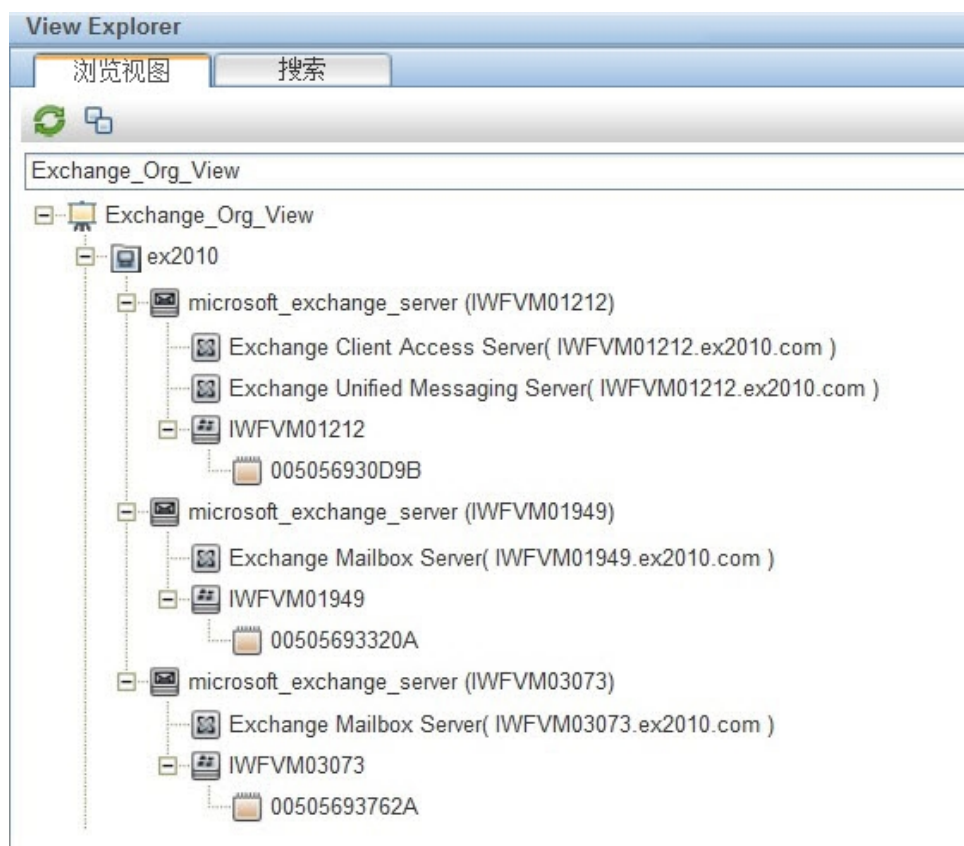 View Explorer
浏览视图 搜索
Exchange_Org_View
Exchange_Org_View
ex2010
microsoft_exchange_server (IWFVM01212)
Exchange Client Access Server( IWFVM01212.ex2010.com )
Exchange Unified Messaging Server( IWFVM01212.ex2010.com )
IWFVM01212
005056930D9B
microsoft_exchange_server (IWFVM01949)
Exchange Mailbox Server( IWFVM01949.ex2010.com )
IWFVM01949
00505693320A
microsoft_exchange_server (IWFVM03073)
Exchange Mailbox Server( IWFVM03073.ex2010.com )
IWFVM03073
00505693762A